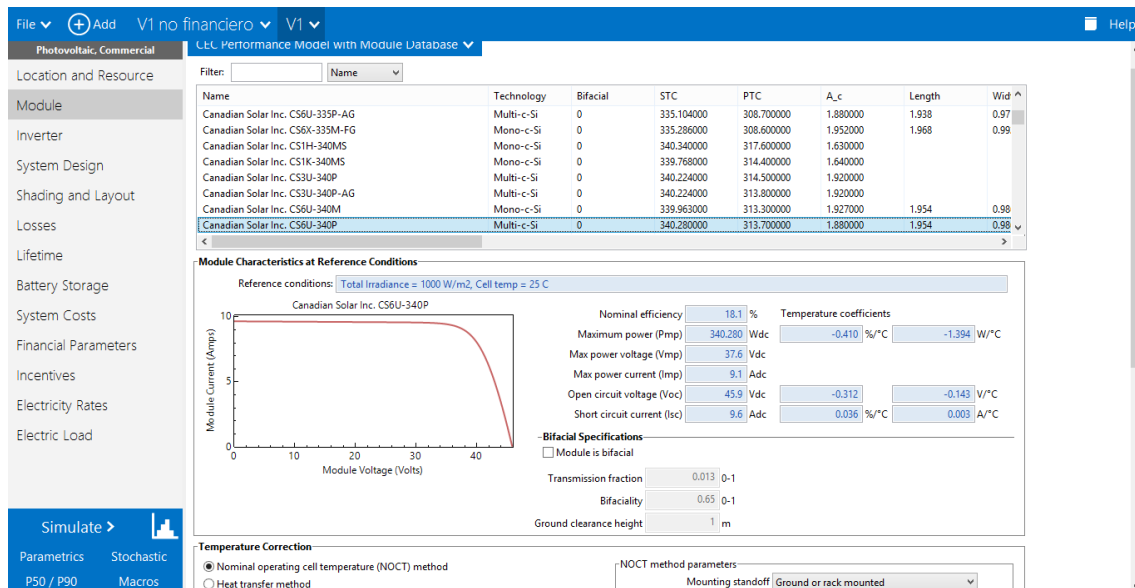 File Add V1 no financiero V1 Help
Photovoltaic, Commercial
Location and Resource
Module
Inverter
System Design
Shading and Layout
Losses
Lifetime
Battery Storage
System Costs
Financial Parameters
Incentives
Electricity Rates
Electric Load
Simulate >
Parametrics Stochastic
P50 / P90 Macros
CEC Performance Model with Module Database
Filter: Name
Name Technology Bifacial STC PTC A_c Length Wid
Canadian Solar Inc. CS6U-335P-AG Multi-c-Si 0 335.104000 308.700000 1.880000 1.938 0.97
Canadian Solar Inc. CS6X-335M-FG Mono-c-Si 0 335.286000 308.600000 1.952000 1.968 0.99
Canadian Solar Inc. CS1H-340MS Mono-c-Si 0 340.340000 317.600000 1.630000
Canadian Solar Inc. CS1K-340MS Mono-c-Si 0 339.768000 314.400000 1.640000
Canadian Solar Inc. CS3U-340P Multi-c-Si 0 340.224000 314.500000 1.920000
Canadian Solar Inc. CS3U-340P-AG Multi-c-Si 0 340.224000 313.800000 1.920000
Canadian Solar Inc. CS6U-340M Mono-c-Si 0 339.963000 313.300000 1.927000 1.954 0.98
Canadian Solar Inc. CS6U-340P Multi-c-Si 0 340.280000 313.700000 1.880000 1.954 0.98
Module Characteristics at Reference Conditions
Reference conditions: Total Irradiance = 1000 W/m2, Cell temp = 25 C
Canadian Solar Inc. CS6U-340P
Module Current (Amps)
10
5
0
0 10 20 30 40
Module Voltage (Volts)
Nominal efficiency 18.1 % Temperature coefficients
Maximum power (Pmp) 340.280 Wdc -0.410 %/°C -1.394 W/°C
Max power voltage (Vmp) 37.6 Vdc
Max power current (Imp) 9.1 Adc
Open circuit voltage (Voc) 45.9 Vdc -0.312 -0.143 V/°C
Short circuit current (Isc) 9.6 Adc 0.036 %/°C 0.003 A/°C
Bifacial Specifications
Module is bifacial
Transmission fraction 0.013 0-1
Bifaciality 0.65 0-1
Ground clearance height 1 m
Temperature Correction
Nominal operating cell temperature (NOCT) method
Heat transfer method
NOCT method parameters
Mounting standoff Ground or rack mounted